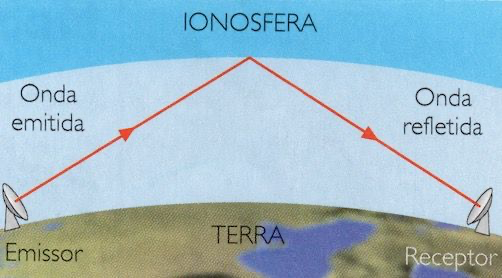 IONOSFERA
Onda
emitida
Onda
refletida
TERRA
Emissor
Receptor